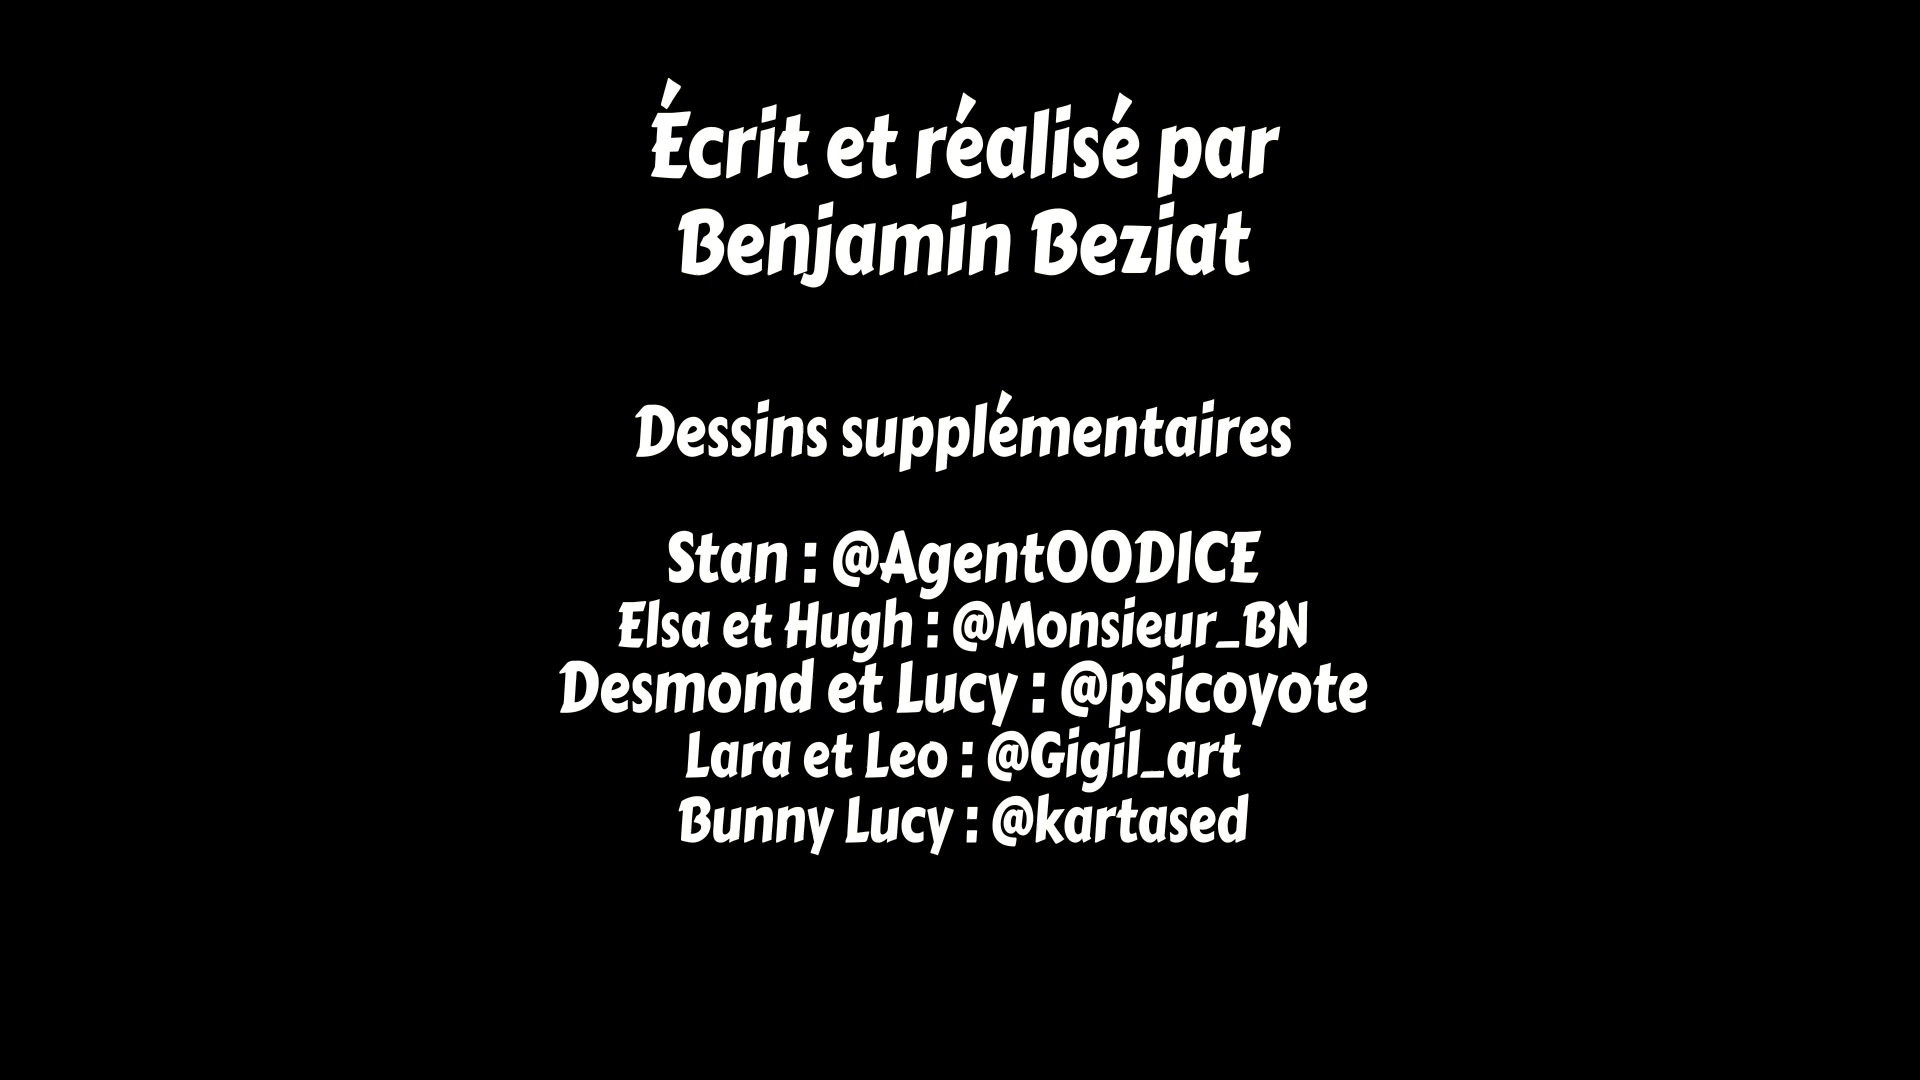 Écrit et réalisé par
Benjamin Beziat
Dessins supplémentaires
Stan : @Agent00DICE
Elsa et Hugh : @Monsieur_BN
Desmond et Lucy : @psicoyote
Lara et Leo : @Gigil_art
Bunny Lucy : @kartased